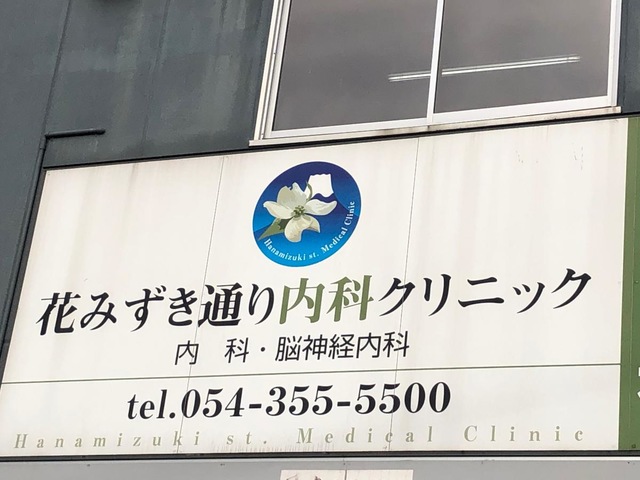 Hanamizuki st. Medical Clinic
花みずき通り内科クリニック
内 科・脳神経内科
tel.054-355-5500
Hanamizuki st. Medical Clinic